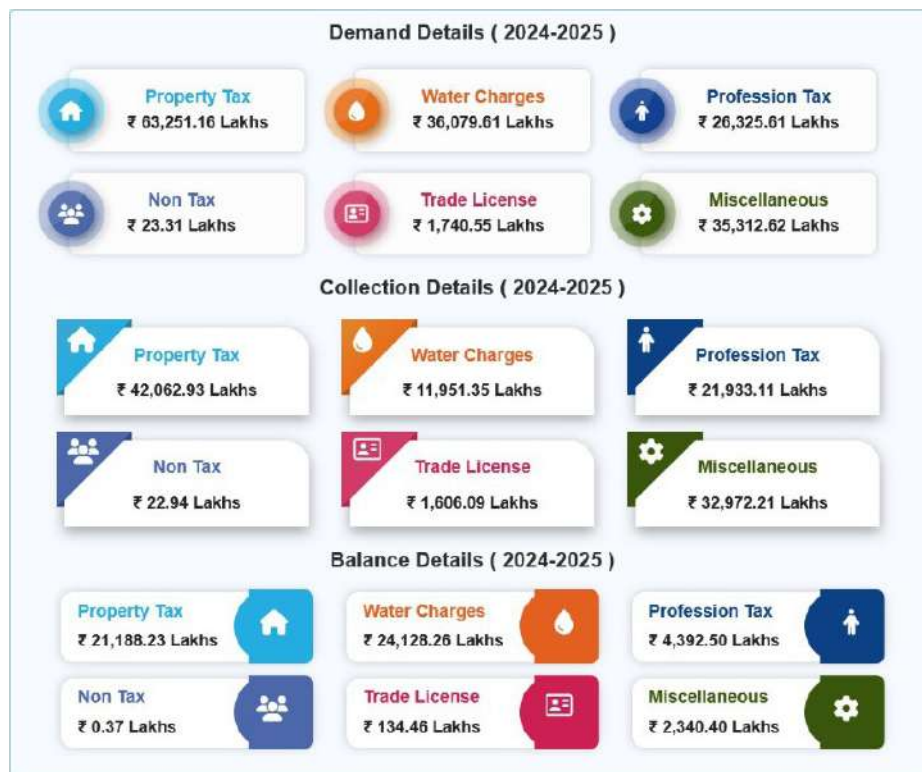 Demand Details ( 2024-2025 )
Property Tax
₹ 63,251.16 Lakhs
Water Charges
₹ 36,079.61 Lakhs
Profession Tax
₹ 26,325.61 Lakhs
Non Tax
₹ 23.31 Lakhs
Trade License
₹ 1,740.55 Lakhs
Miscellaneous
₹ 35,312.62 Lakhs
Collection Details ( 2024-2025 )
Property Tax
₹ 42,062.93 Lakhs
Water Charges
₹ 11,951.35 Lakhs
Profession Tax
₹ 21,933.11 Lakhs
Non Tax
₹ 22.94 Lakhs
Trade License
₹ 1,606.09 Lakhs
Miscellaneous
₹ 32,972.21 Lakhs
Balance Details ( 2024-2025 )
Property Tax
₹ 21,188.23 Lakhs
Water Charges
₹ 24,128.26 Lakhs
Profession Tax
₹ 4,392.50 Lakhs
Non Tax
₹ 0.37 Lakhs
Trade License
₹ 134.46 Lakhs
Miscellaneous
₹ 2,340.40 Lakhs